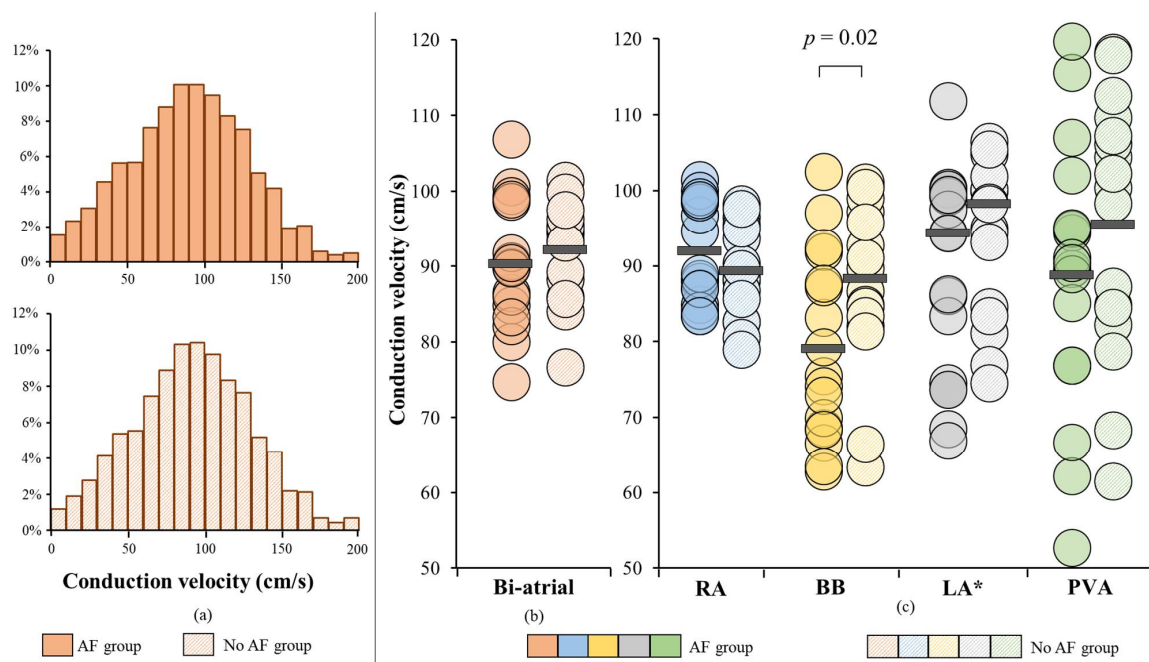 12%
10%
8%
6%
4%
2%
0%
0 50 100 150 200
12%
10%
8%
6%
4%
2%
0%
0 50 100 150 200
Conduction velocity (cm/s)
(a)
AF group No AF group
Conduction velocity (cm/s)
120
110
100
90
80
70
60
50
Bi-atrial
(b)
Conduction velocity (cm/s)
120
110
100
90
80
70
60
50
p = 0.02
RA BB LA* PVA
(c)
AF group No AF group